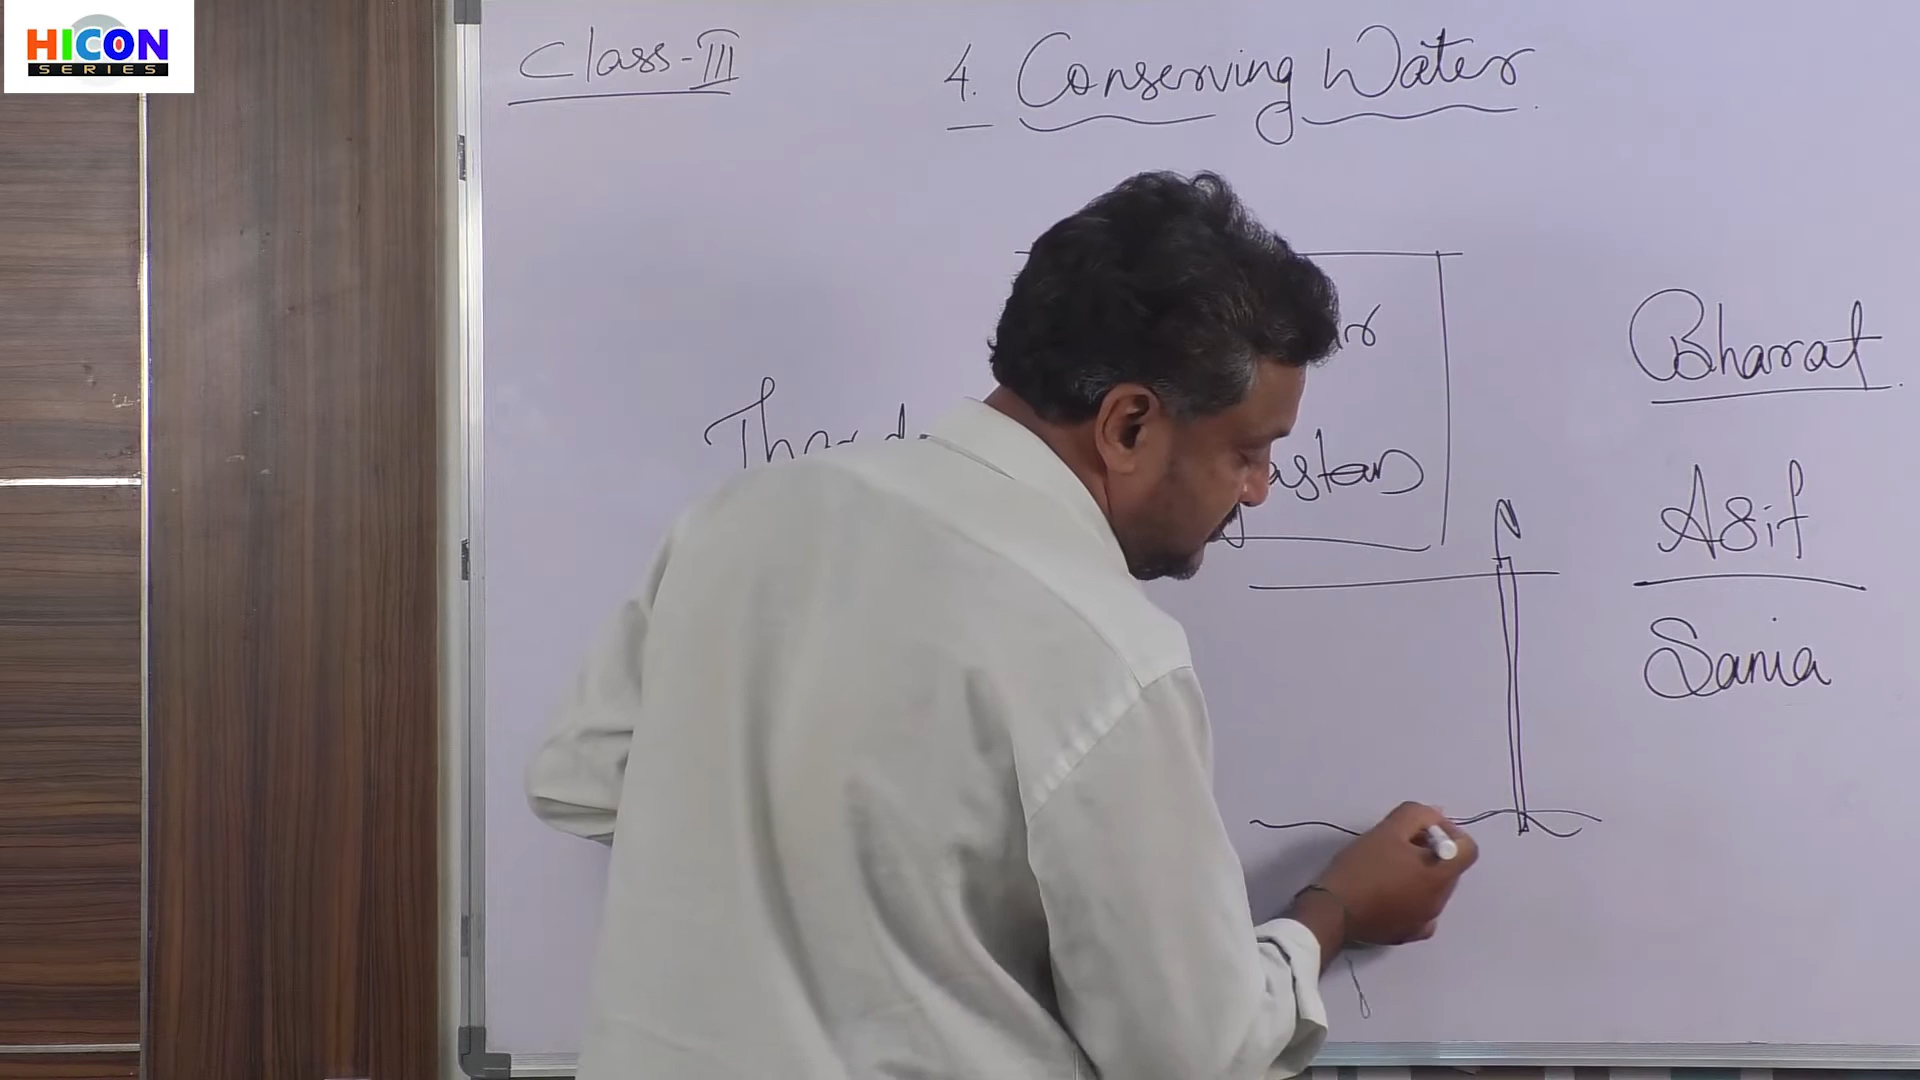 HICON
SERIES
Class-III
4. Conserving Water
Bharat
Asif
Sania